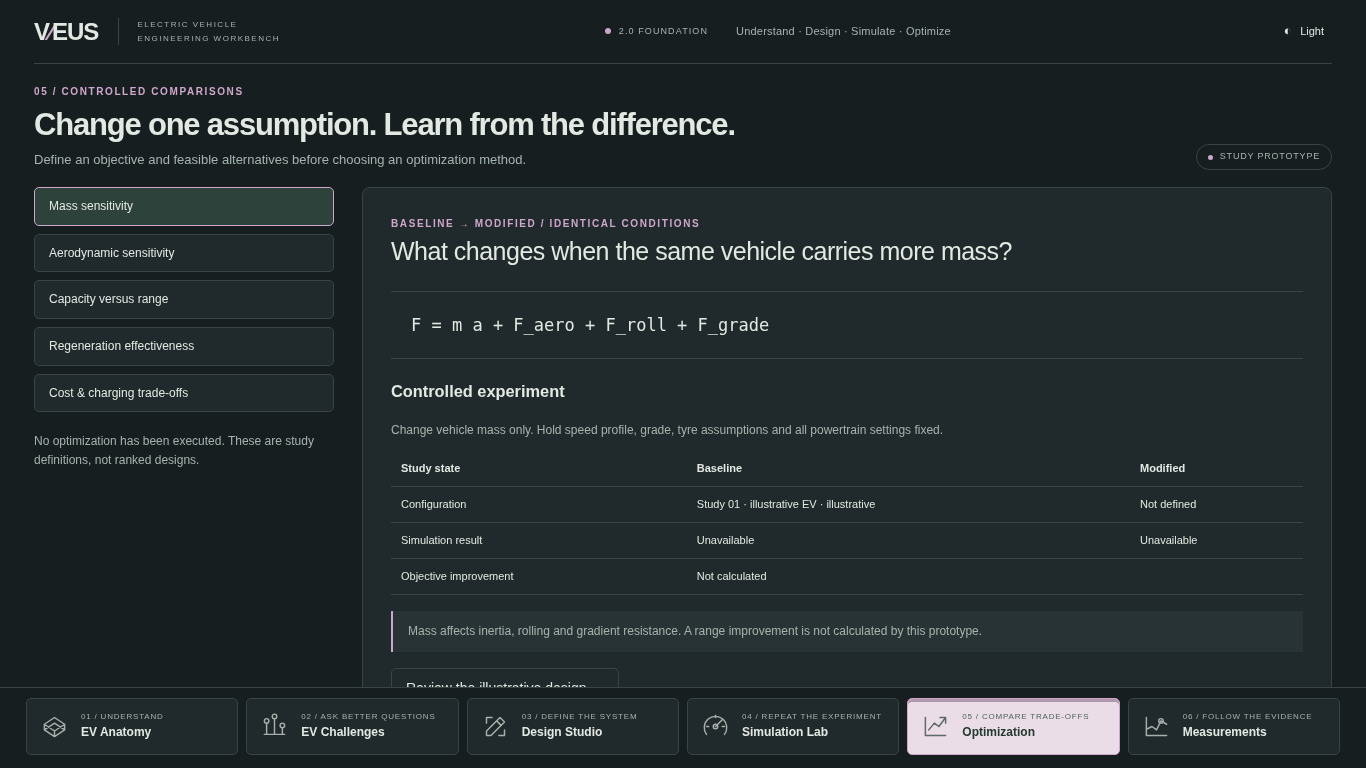 VÆUS
ELECTRIC VEHICLE
ENGINEERING WORKBENCH
2.0 FOUNDATION
Understand · Design · Simulate · Optimize
Light
05 / CONTROLLED COMPARISONS
Change one assumption. Learn from the difference.
Define an objective and feasible alternatives before choosing an optimization method.
STUDY PROTOTYPE
Mass sensitivity
Aerodynamic sensitivity
Capacity versus range
Regeneration effectiveness
Cost & charging trade-offs
No optimization has been executed. These are study
definitions, not ranked designs.
BASELINE → MODIFIED / IDENTICAL CONDITIONS
What changes when the same vehicle carries more mass?
F = m a + F_aero + F_roll + F_grade
Controlled experiment
Change vehicle mass only. Hold speed profile, grade, tyre assumptions and all powertrain settings fixed.
Study state Baseline Modified
Configuration Study 01 · illustrative EV · illustrative Not defined
Simulation result Unavailable Unavailable
Objective improvement Not calculated
Mass affects inertia, rolling and gradient resistance. A range improvement is not calculated by this prototype.
Review the illustrative design
01 / UNDERSTAND
EV Anatomy
02 / ASK BETTER QUESTIONS
EV Challenges
03 / DEFINE THE SYSTEM
Design Studio
04 / REPEAT THE EXPERIMENT
Simulation Lab
05 / COMPARE TRADE-OFFS
Optimization
06 / FOLLOW THE EVIDENCE
Measurements